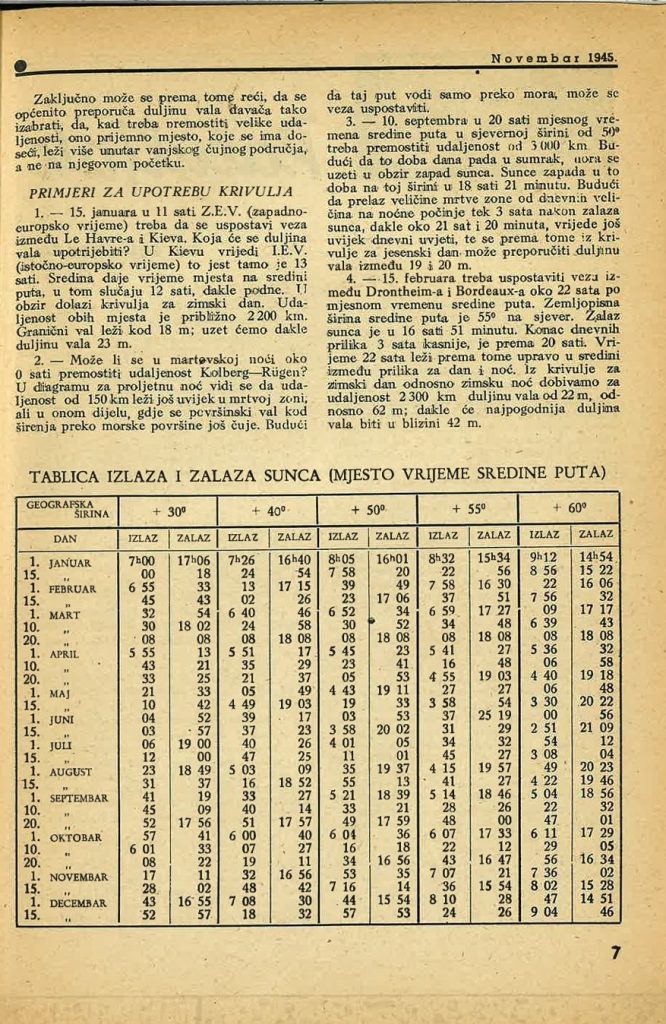 Novembar 1945.
Zaključno može se prema tome reći, da se
općenito preporuča duljinu vala davača tako
izabrati, da, kad treba premostiti velike uda-
ljenosti, ono prijemno mjesto, koje se ima do-
seći, leži više unutar vanjskog čujnog područja,
a ne na njegovom početku.
PRIMJERI ZA UPOTREBU KRIVULJA
1. — 15. januara u 11 sati Z.E.V. (zapadno-
europsko vrijeme) treba da se uspostavi veza
između Le Havre-a i Kieva. Koja će se duljina
vala upotrijebiti? U Kievu vrijedi I.E.V.
(istočno-europsko vrijeme) to jest tamo je 13
sati. Sredina daje vrijeme mjesta na sredini
puta, u tom slučaju 12 sati, dakle podne. U
obzir dolazi krivulja za zimski dan. Uda-
ljenost obih mjesta je približno 2 200 km.
Granični val leži kod 18 m; uzet ćemo dakle
duljinu vala 23 m.
2. — Može li se u martovskoj noći oko
0 sati premostiti udaljenost Kolberg—Rügen?
U dijagramu za proljetnu noć vidi se da uda-
ljenost od 150 km leži još uvijek u mrtvoj zoni,
ali u onom dijelu, gdje se površinski val kod
širenja preko morske površine još čuje. Budući
da taj put vodi samo preko mora, može se
veza uspostaviti.
3. — 10. septembra u 20 sati mjesnog vre-
mena sredine puta u sjevernoj širini od 50°
treba premostiti udaljenost od 3 000 km. Bu-
dući da to doba dana pada u sumrak, mora se
uzeti u obzir zapad sunca. Sunce zapada u to
doba na toj širini u 18 sati 21 minutu. Budući
da prelaz veličine mrtve zone od dnevnih veli-
čina na noćne počinje tek 3 sata nakon zalaza
sunca, dakle oko 21 sat i 20 minuta, vrijede još
uvijek dnevni uvjeti, te se prema tome iz kri-
vulje za jesenski dan može preporučiti duljinu
vala između 19 i 20 m.
4. — 15. februara treba uspostaviti vezu iz-
među Drontheim-a i Bordeaux-a oko 22 sata po
mjesnom vremenu sredine puta. Zemljopisna
širina sredine puta je 55° na sjever. Zalaz
sunca je u 16 sati 51 minutu. Konac dnevnih
prilika 3 sata kasnije, je prema 20 sati. Vri-
jeme 22 sata leži prema tome upravo u sredini
između prilika za dan i noć. Iz krivulje za
zimski dan odnosno zimsku noć dobivamo za
udaljenost 2 300 km duljinu vala od 22 m, od-
nosno 62 m; dakle će najpogodnija duljina
vala biti u blizini 42 m.
TABLICA IZLAZA I ZALAZA SUNCA (MJESTO VRIJEME SREDINE PUTA)
GEOGRAFSKA ŠIRINA + 30° + 40° + 50° + 55° + 60°
DAN IZLAZ ZALAZ IZLAZ ZALAZ IZLAZ ZALAZ IZLAZ ZALAZ IZLAZ ZALAZ
1. JANUAR 7h00 17h06 7h26 16h40 8h05 16h01 8h32 15h34 9h12 14h54
15. „ 00 18 24 54 7 58 20 22 56 8 56 15 22
1. FEBRUAR 6 55 33 13 17 15 39 49 7 58 16 30 22 16 06
15. „ 45 43 02 26 23 17 06 37 51 7 56 32
1. MART 32 54 6 40 46 6 52 34 6 59 17 27 09 17 17
10. „ 30 18 02 24 58 30 52 34 48 6 39 43
20. „ 08 08 08 18 08 08 18 08 08 18 08 08 18 08
1. APRIL 5 55 13 5 51 17 5 45 23 5 41 27 5 36 32
10. „ 43 21 35 29 23 41 16 48 06 58
20. „ 33 25 21 37 05 53 4 55 19 03 4 40 19 18
1. MAJ 21 33 05 49 4 43 19 11 27 27 06 48
15. „ 10 42 4 49 19 03 19 33 3 58 54 3 30 20 22
1. JUNI 04 52 39 17 03 53 37 25 19 00 56
15. „ 03 57 37 23 3 58 20 02 31 29 2 51 21 09
1. JULI 06 19 00 40 26 4 01 05 34 32 54 12
15. „ 12 00 47 25 11 01 45 27 3 08 04
1. AUGUST 23 18 49 5 03 09 35 19 37 4 15 19 57 49 20 23
15. „ 31 37 16 18 52 55 13 41 27 4 22 19 46
1. SEPTEMBAR 41 19 33 27 5 21 18 39 5 14 18 46 5 04 18 56
10. „ 45 09 40 14 33 21 28 26 22 32
20. „ 52 17 56 51 17 57 49 17 59 48 00 47 01
1. OKTOBAR 57 41 6 00 40 6 04 36 6 07 17 33 6 11 17 29
10. „ 6 01 33 07 27 16 18 22 12 29 05
20. „ 08 22 19 11 34 16 56 43 16 47 56 16 34
1. NOVEMBAR 17 11 32 16 56 53 35 7 07 21 7 36 02
15. „ 28 02 48 42 7 16 14 36 15 54 8 02 15 28
1. DECEMBAR 43 16 55 7 08 30 44 15 54 8 10 28 47 14 51
15. „ 52 57 18 32 57 53 24 26 9 04 46
7